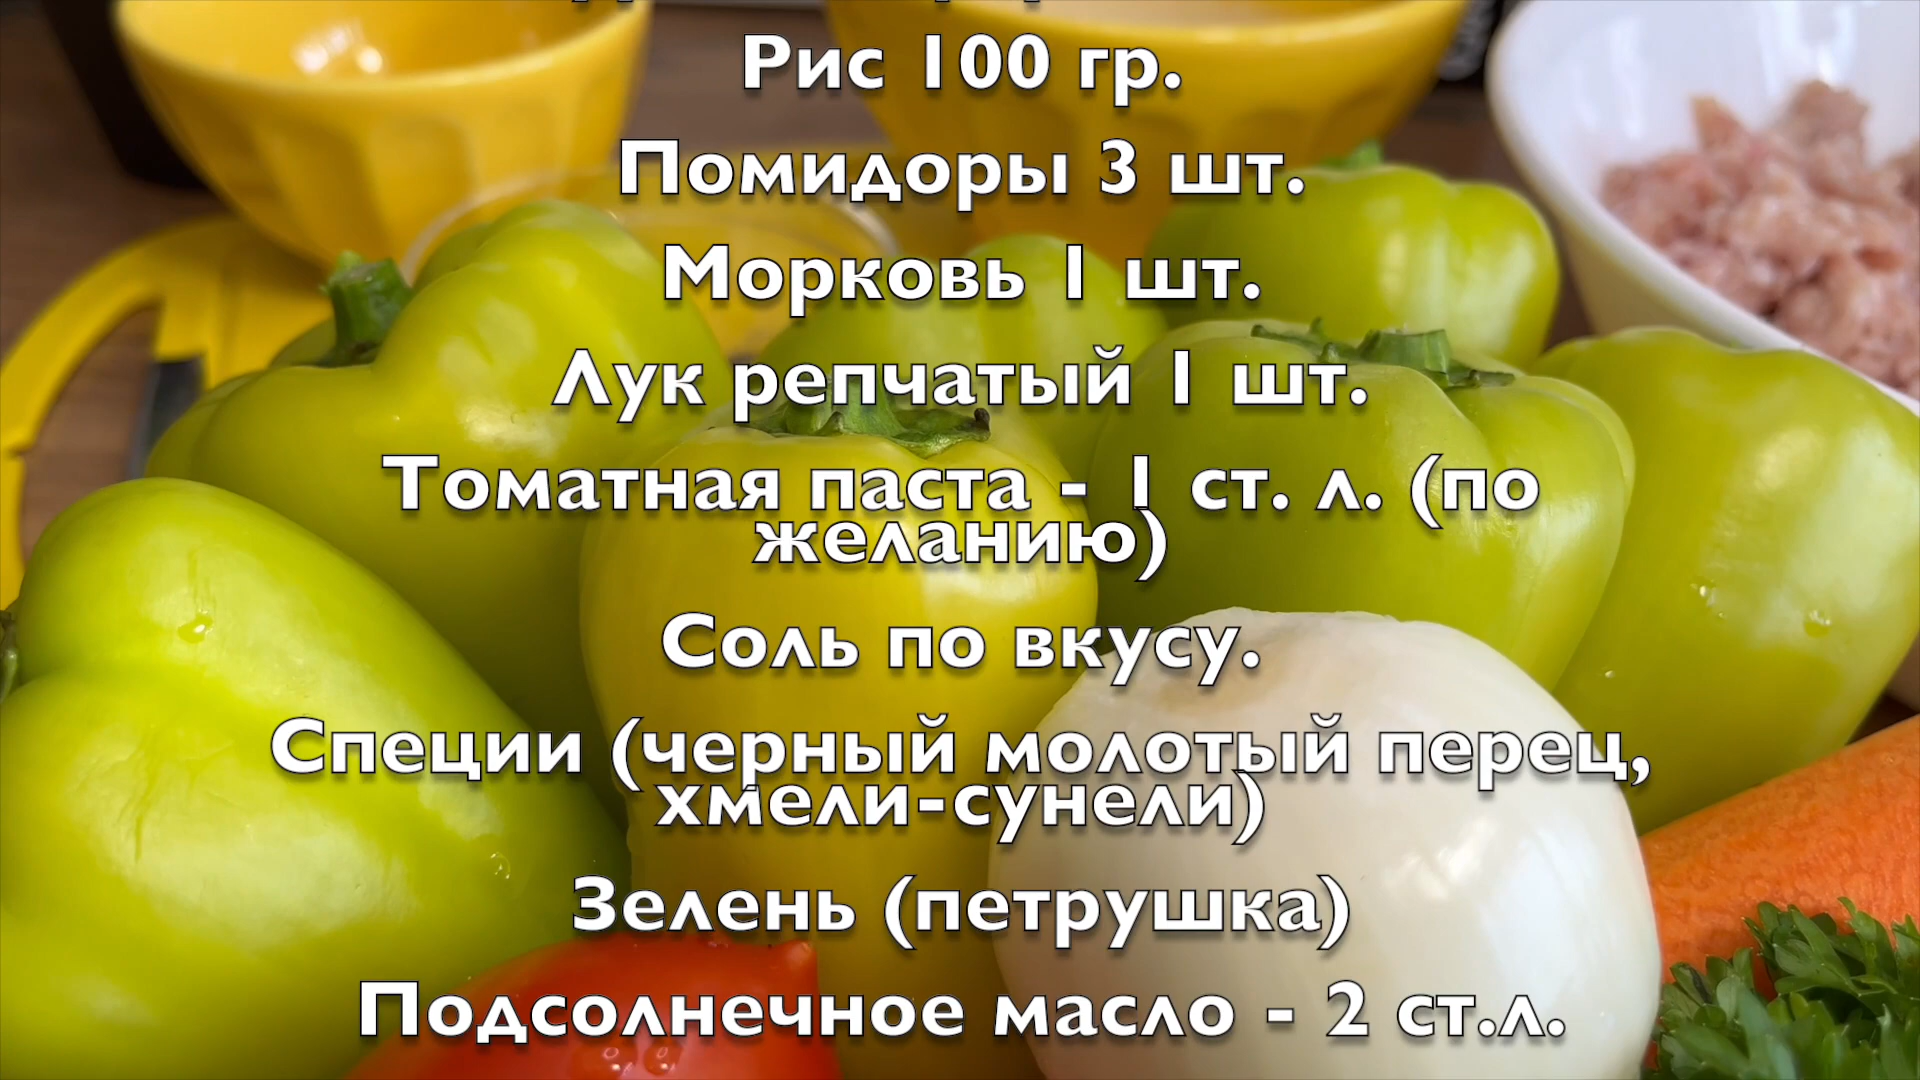 Рис 100 гр.
Помидоры 3 шт.
Морковь 1 шт.
Лук репчатый 1 шт.
Томатная паста - 1 ст. л. (по
желанию)
Соль по вкусу.
Специи (черный молотый перец,
хмели-сунели)
Зелень (петрушка)
Подсолнечное масло - 2 ст.л.